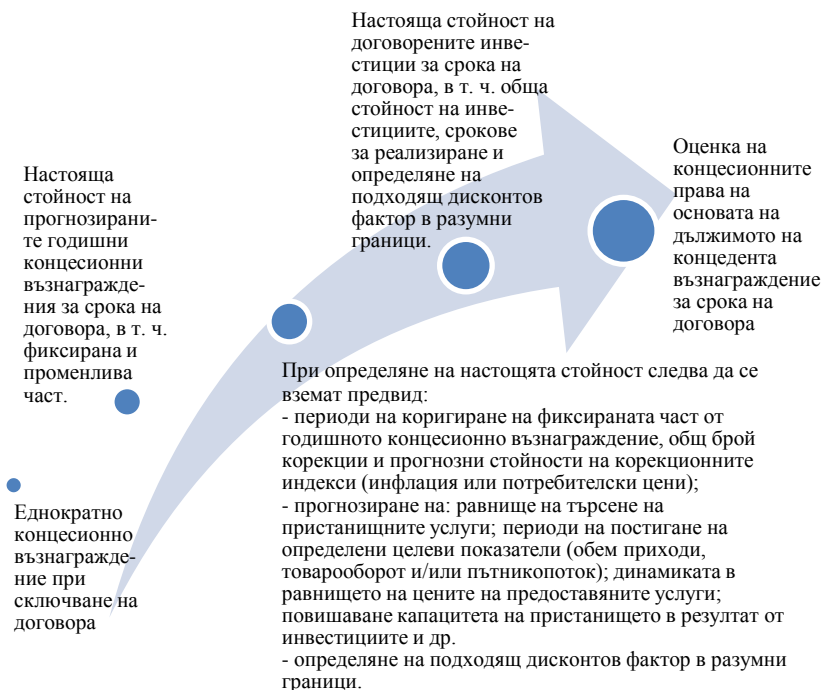 Настояща стойност на
договорените инве-
стиции за срока на
договора, в т. ч. обща
стойност на инве-
стициите, срокове
за реализиране и
определяне на
подходящ дисконтов
фактор в разумни
граници.
Оценка на
концесионните
права на
основата на
дължимото на
концедента
възнаграждение
за срока на
договора
Настояща
стойност на
прогнозирани-
те годишни
концесионни
възнагражде-
ния за срока на
договора, в т. ч.
фиксирана и
променлива
част.
При определяне на настощята стойност следва да се
вземат предвид:
- периоди на коригиране на фиксираната част от
годишното концесионно възнаграждение, общ брой
корекции и прогнозни стойности на корекционните
индекси (инфлация или потребителски цени);
- прогнозиране на: равнище на търсене на
пристанищните услуги; периоди на постигане на
определени целеви показатели (обем приходи,
товарооборот и/или пътникопоток); динамиката в
равнището на цените на предоставяните услуги;
повишаване капацитета на пристанището в резултат от
инвестициите и др.
- определяне на подходящ дисконтов фактор в разумни
граници.
Еднократно
концесионно
възнагражде-
ние при
сключване на
договора